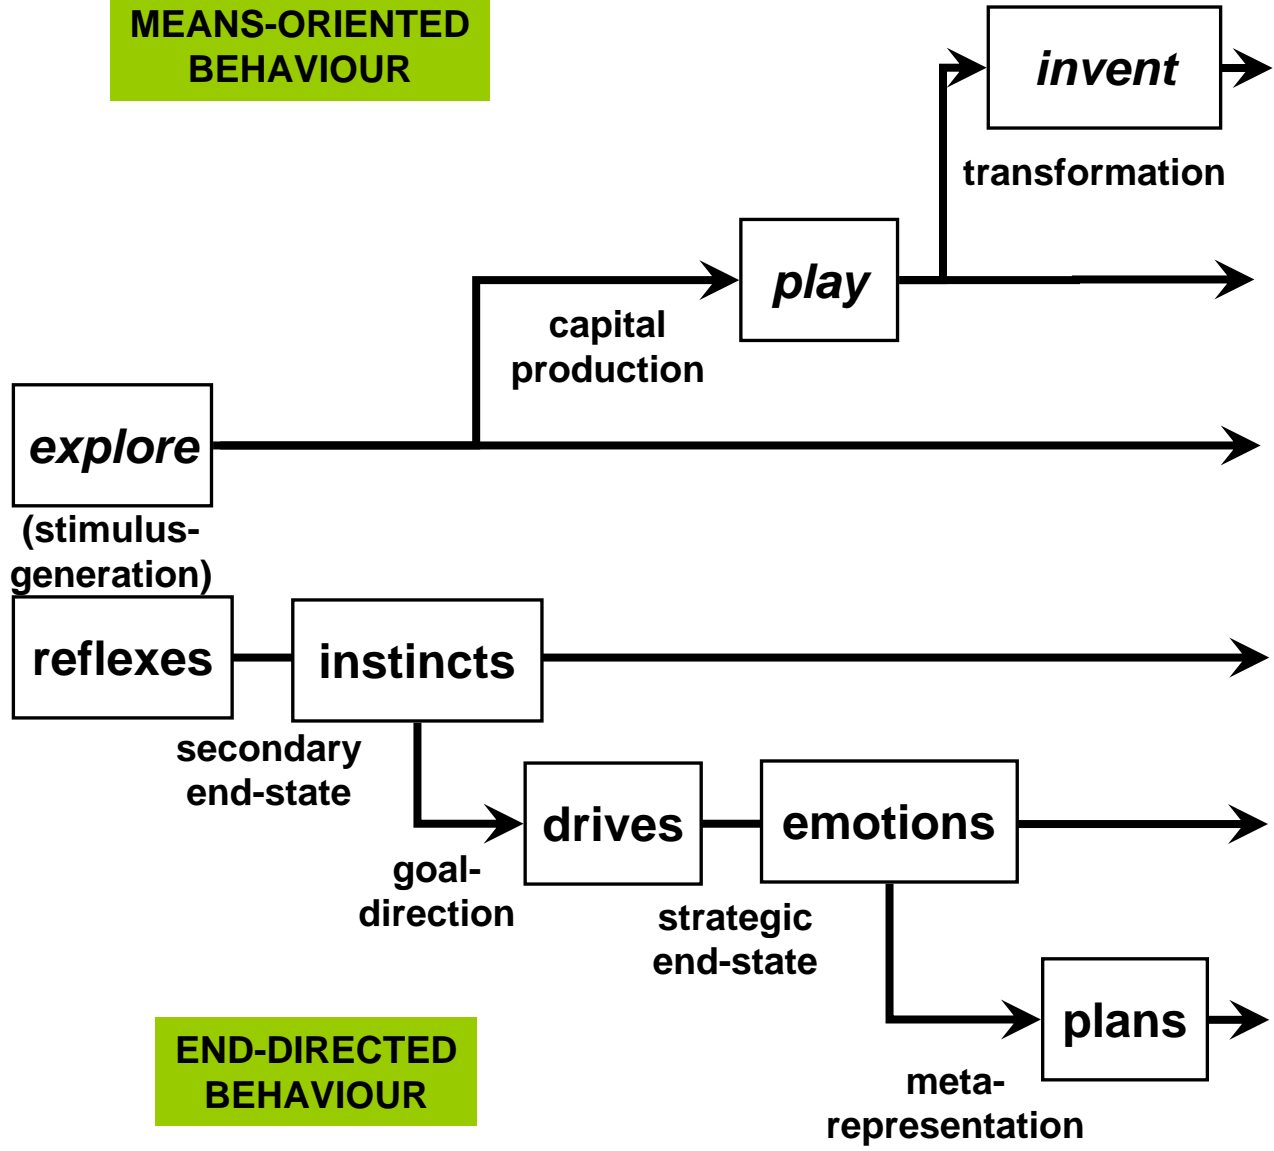 MEANS-ORIENTED
BEHAVIOUR
invent
transformation
play
capital
production
explore
(stimulus-
generation)
reflexes
instincts
secondary
end-state
drives
emotions
goal-
direction
strategic
end-state
plans
END-DIRECTED
BEHAVIOUR
meta-
representation